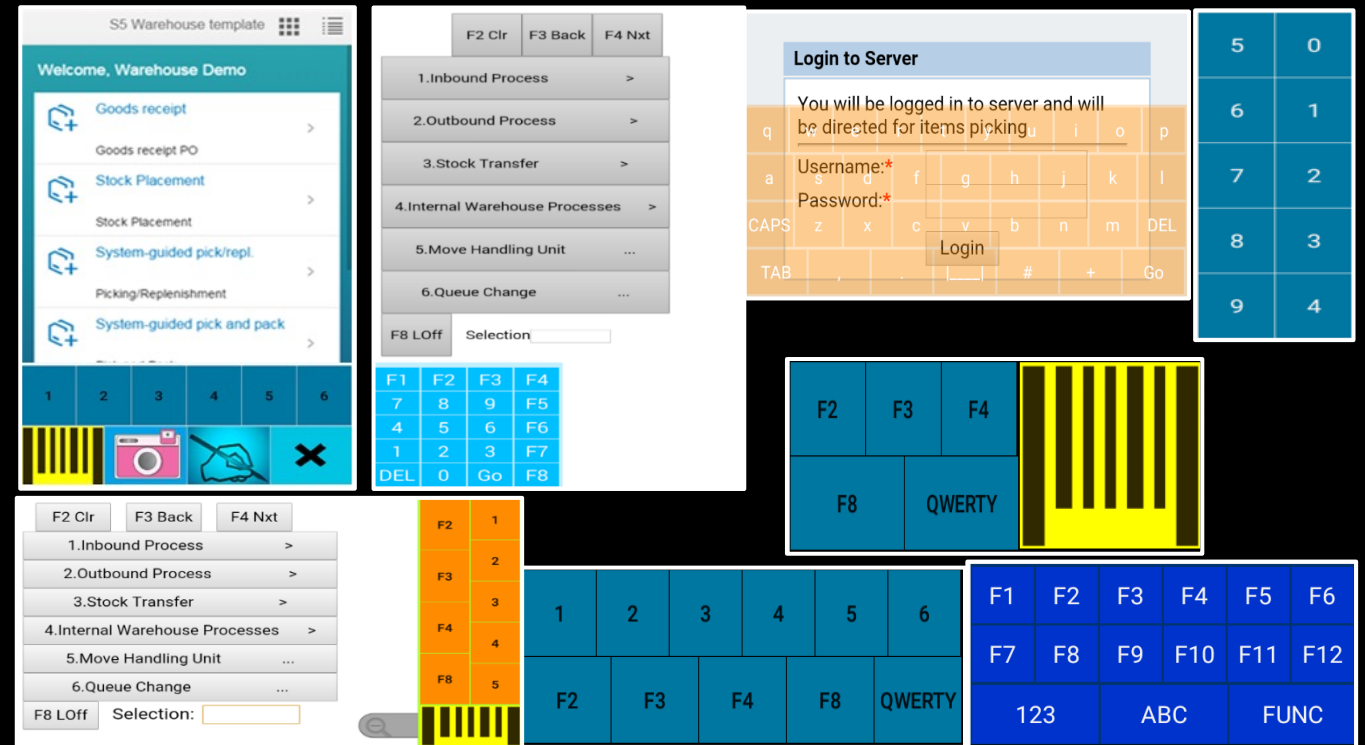 S5 Warehouse template
Welcome, Warehouse Demo
Goods receipt
>
Goods receipt PO
Stock Placement
>
Stock Placement
System-guided pick/repl.
>
Picking/Replenishment
System-guided pick and pack
>
1 2 3 4 5 6
F2 Clr F3 Back F4 Nxt
1.Inbound Process >
2.Outbound Process >
3.Stock Transfer >
4.Internal Warehouse Processes >
5.Move Handling Unit ...
6.Queue Change ...
F8 LOff Selection
F1 F2 F3 F4
7 8 9 F5
4 5 6 F6
1 2 3 F7
DEL 0 Go F8
Login to Server
You will be logged in to server and will
be directed for items picking
Username:*
Password:*
Login
q w e r t y u i o p
a s d f g h j k l
CAPS z x c v b n m DEL
TAB , . |___| # + Go
5 0
6 1
7 2
8 3
9 4
F2 F3 F4
F8 QWERTY
F2 Clr F3 Back F4 Nxt
1.Inbound Process >
2.Outbound Process >
3.Stock Transfer >
4.Internal Warehouse Processes >
5.Move Handling Unit ...
6.Queue Change ...
F8 LOff Selection:
F2 1
2
F3 3
F4 4
F8 5
1 2 3 4 5 6
F2 F3 F4 F8 QWERTY
F1 F2 F3 F4 F5 F6
F7 F8 F9 F10 F11 F12
123 ABC FUNC